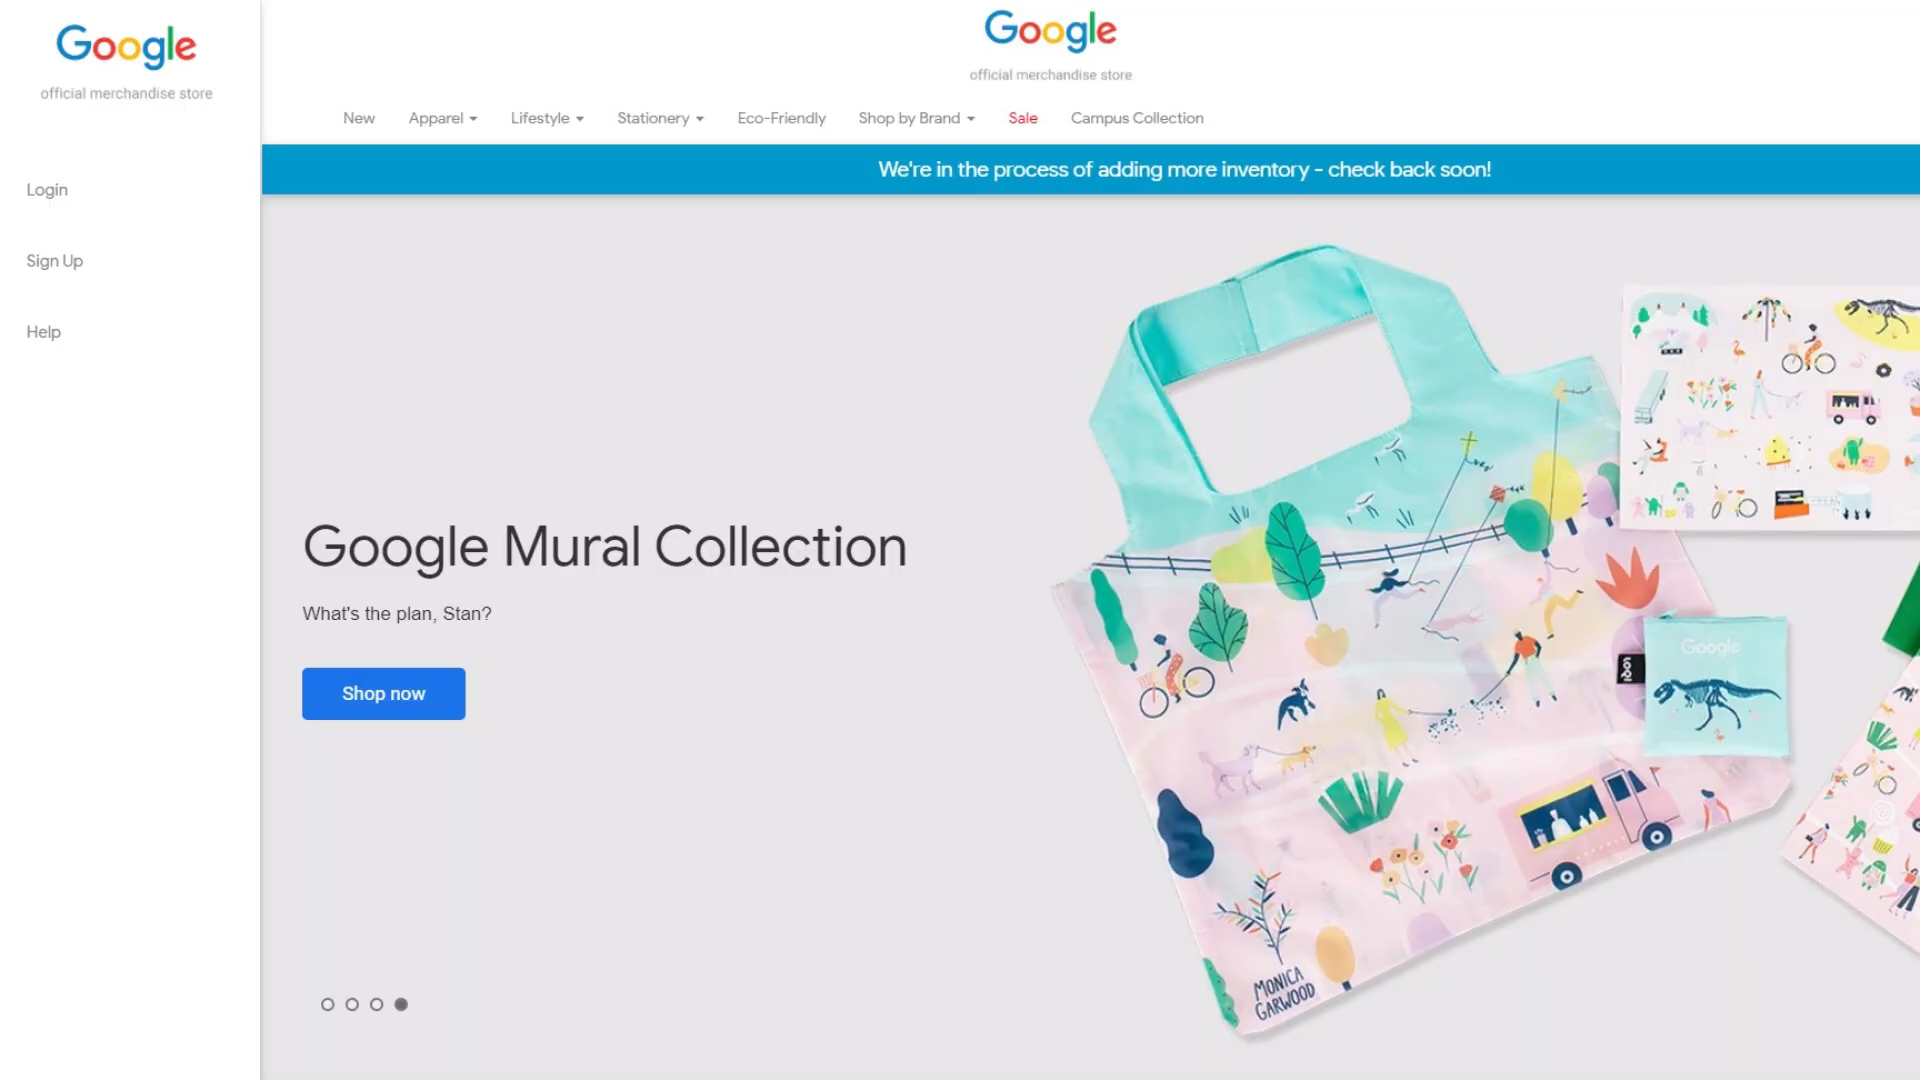 Google
official merchandise store
Login
Sign Up
Help
Google
official merchandise store
New Apparel Lifestyle Stationery Eco-Friendly Shop by Brand Sale Campus Collection
We're in the process of adding more inventory - check back soon!
Google Mural Collection
What's the plan, Stan?
Shop now
Google
LOQI
MONICA
GARWOOD